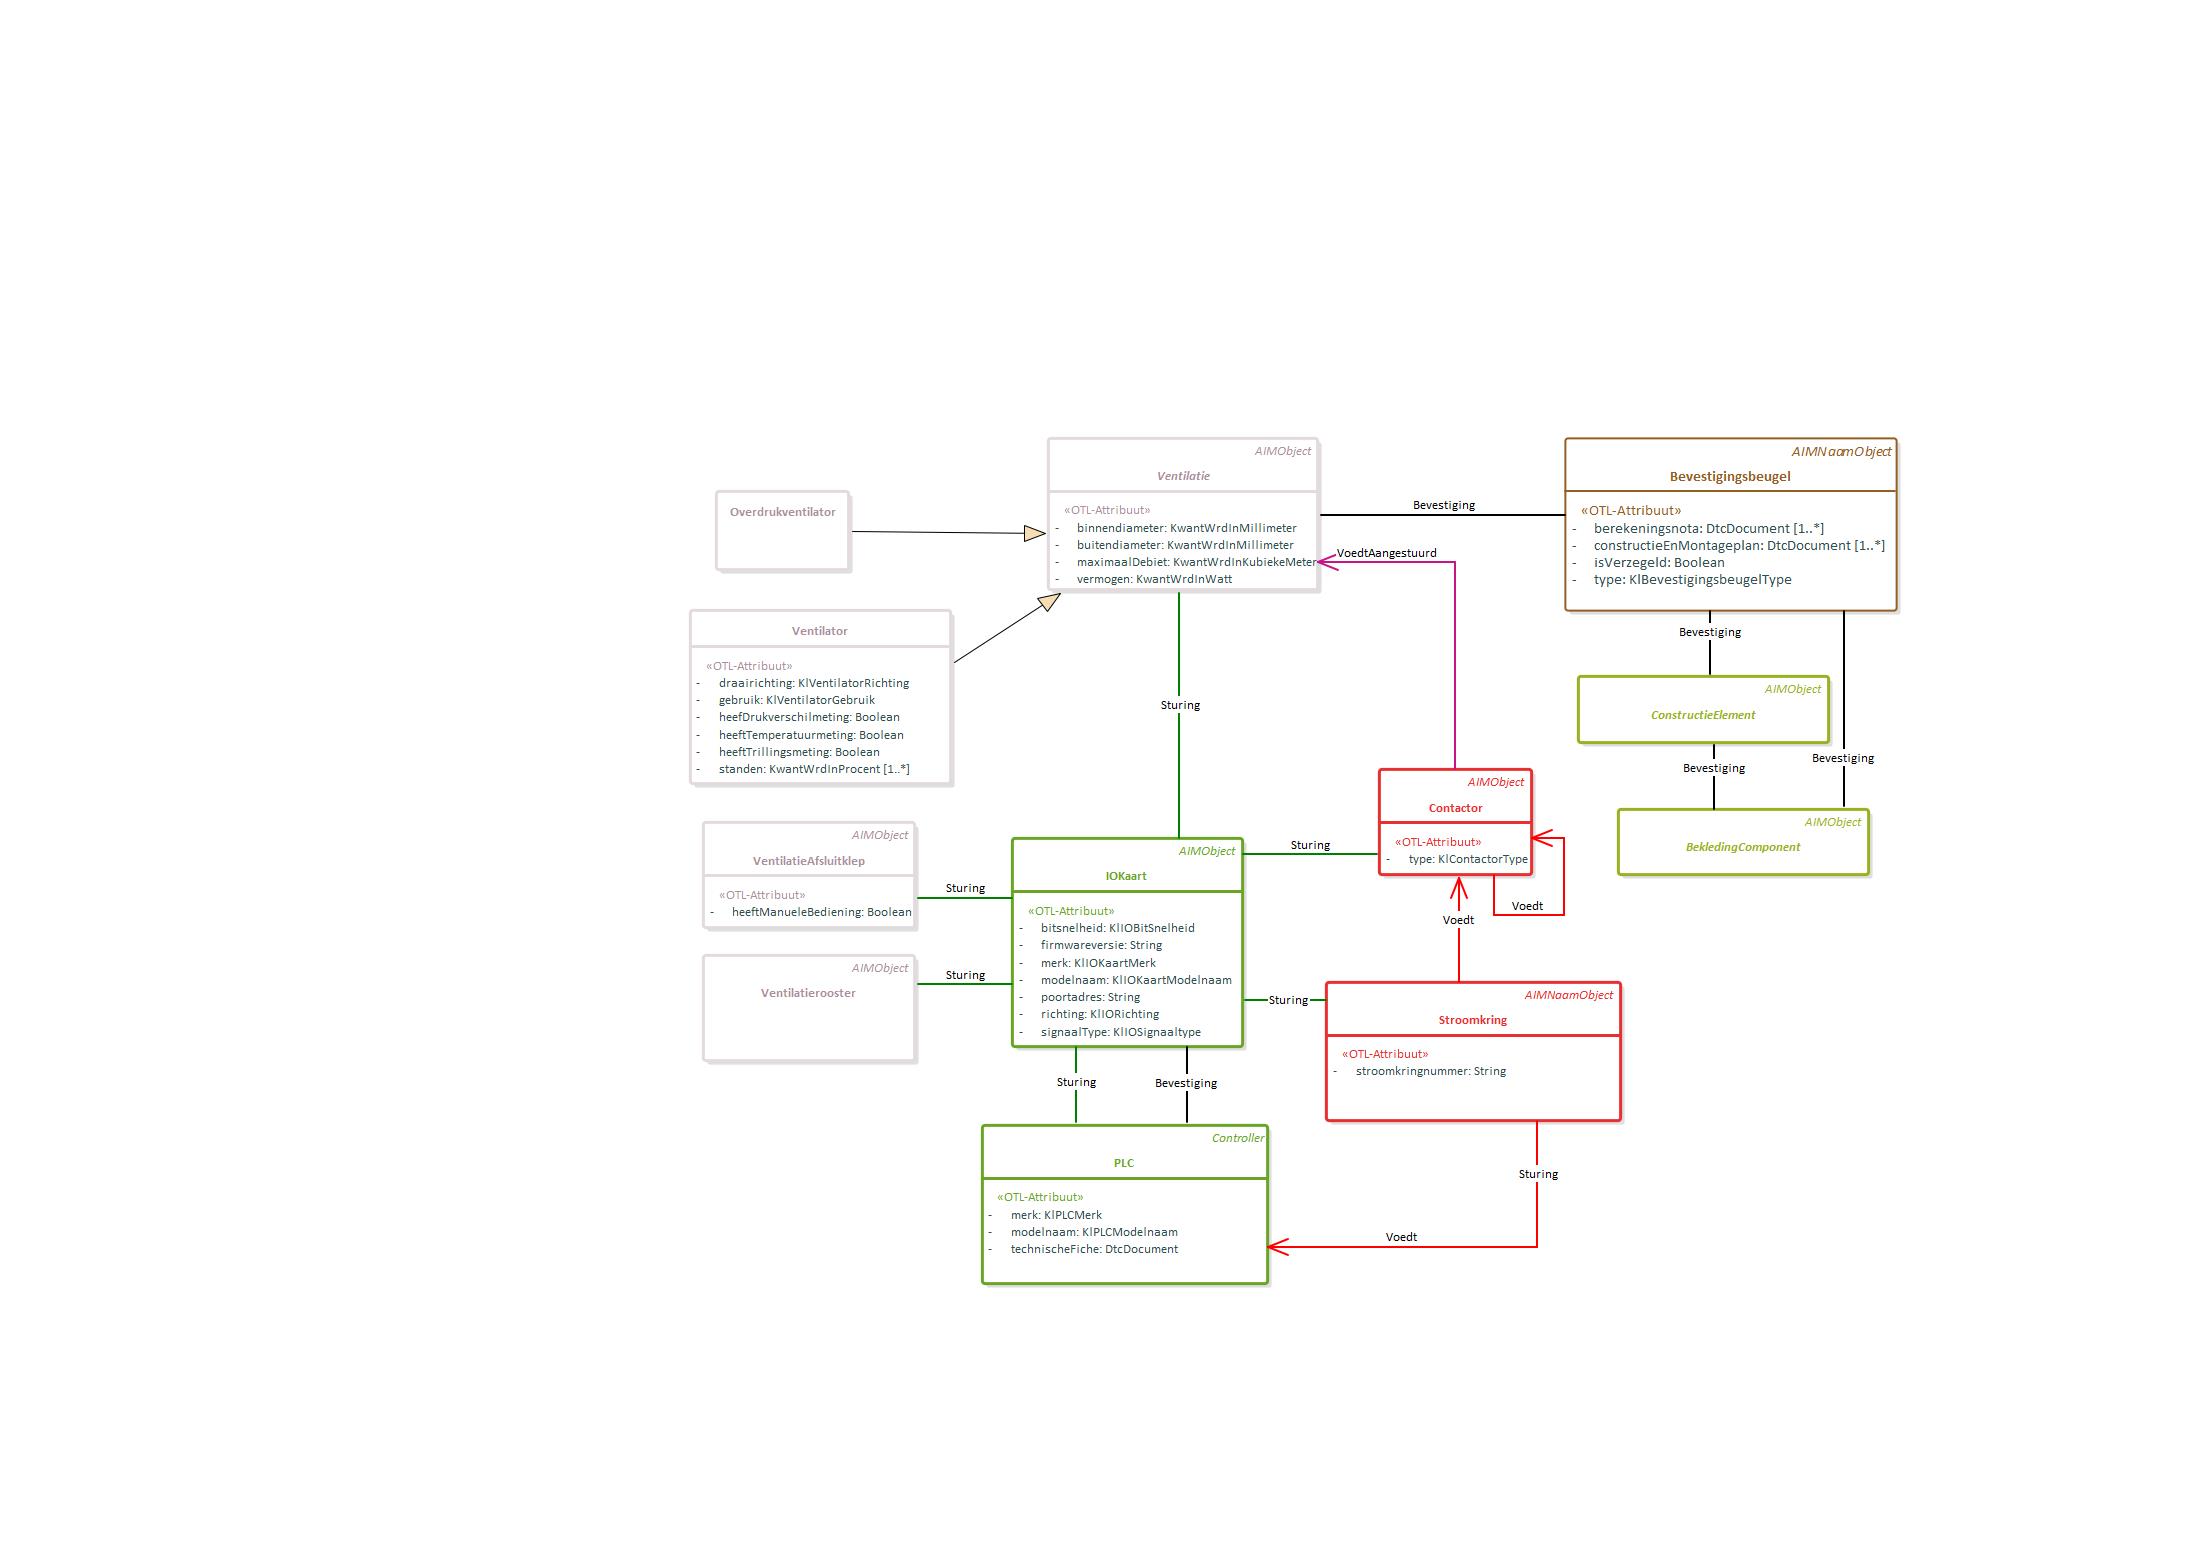 AIMObject
Ventilatie
«OTL-Attribuut»
- binnendiameter: KwantWrdInMillimeter
- buitendiameter: KwantWrdInMillimeter
- maximaalDebiet: KwantWrdInKubiekeMeter
- vermogen: KwantWrdInWatt
AIMNaamObject
Bevestigingsbeugel
«OTL-Attribuut»
- berekeningsnota: DtcDocument [1..*]
- constructieEnMontageplan: DtcDocument [1..*]
- isVerzegeld: Boolean
- type: KlBevestigingsbeugelType
Overdrukventilator
Bevestiging
VoedtAangestuurd
Ventilator
«OTL-Attribuut»
- draairichting: KlVentilatorRichting
- gebruik: KlVentilatorGebruik
- heefDrukverschilmeting: Boolean
- heeftTemperatuurmeting: Boolean
- heeftTrillingsmeting: Boolean
- standen: KwantWrdInProcent [1..*]
Bevestiging
AIMObject
ConstructieElement
Sturing
Bevestiging
Bevestiging
AIMObject
BekledingComponent
AIMObject
Contactor
«OTL-Attribuut»
- type: KlContactorType
Sturing
Voedt
Voedt
AIMObject
VentilatieAfsluitklep
«OTL-Attribuut»
- heeftManueleBediening: Boolean
Sturing
AIMObject
IOKaart
«OTL-Attribuut»
- bitsnelheid: KlIOBitSnelheid
- firmwareversie: String
- merk: KlIOKaartMerk
- modelnaam: KlIOKaartModelnaam
- poortadres: String
- richting: KlIORichting
- signaalType: KlIOSignaaltype
AIMObject
Ventilatierooster
Sturing
Sturing
AIMNaamObject
Stroomkring
«OTL-Attribuut»
- stroomkringnummer: String
Sturing
Bevestiging
Controller
PLC
«OTL-Attribuut»
- merk: KlPLCMerk
- modelnaam: KlPLCModelnaam
- technischeFiche: DtcDocument
Sturing
Voedt